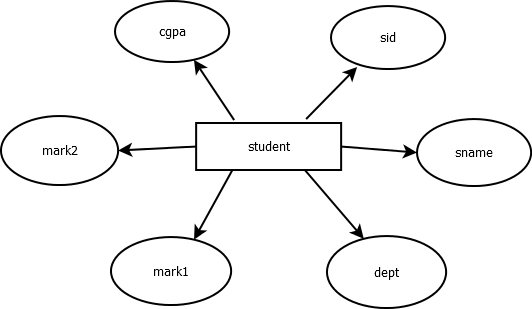 cgpa
sid
student
mark2
sname
mark1
dept